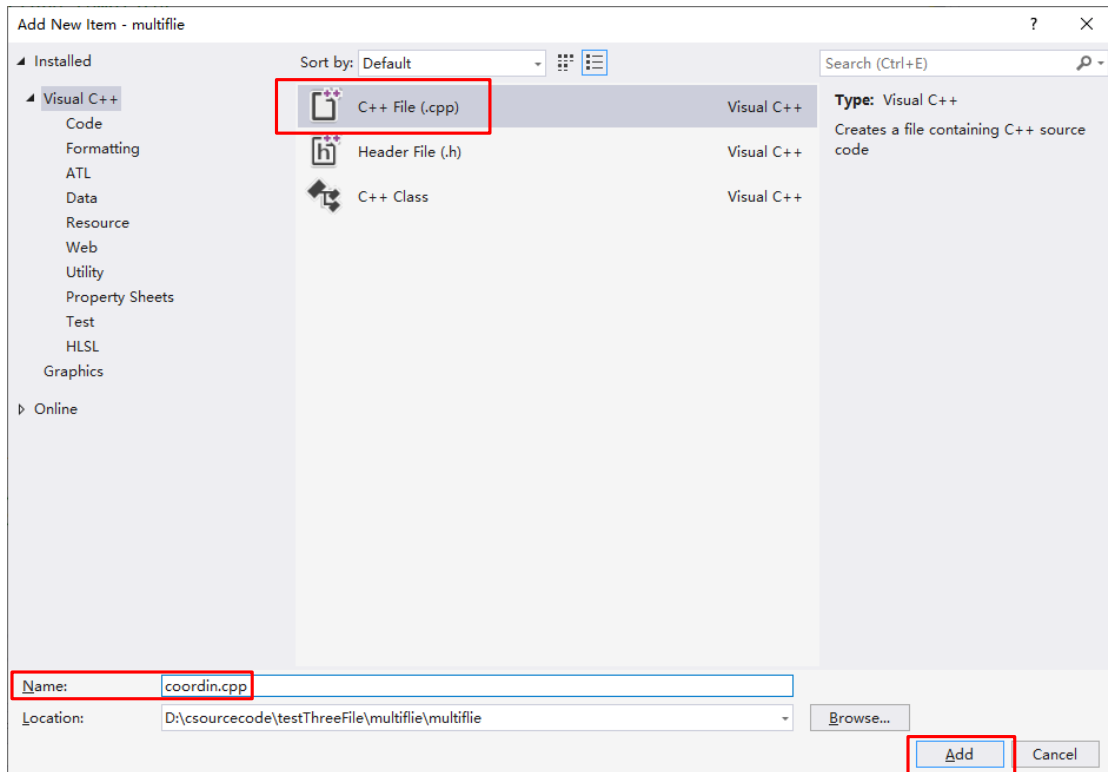 Add New Item - multiflie
?
Installed
Sort by: Default
Search (Ctrl+E)
Visual C++
Code
Formatting
ATL
Data
Resource
Web
Utility
Property Sheets
Test
HLSL
Graphics
Online
C++ File (.cpp) Visual C++
Header File (.h) Visual C++
C++ Class Visual C++
Type: Visual C++
Creates a file containing C++ source
code
Name: coordin.cpp
Location: D:\csourcecode\testThreeFile\multiflie\multiflie
Browse...
Add Cancel